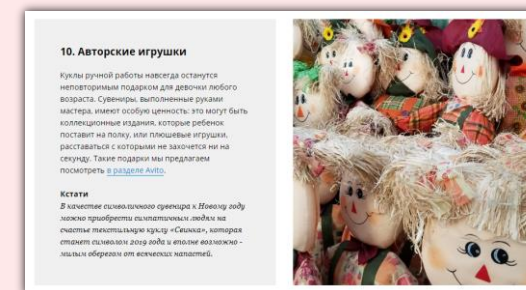 10. Авторские игрушки
Куклы ручной работы навсегда останутся
неповторимым подарком для девочки любого
возраста. Сувениры, выполненные руками
мастера, имеют особую ценность: это могут быть
коллекционные издания, которые ребенок
поставит на полку, или плюшевые игрушки,
расставаться с которыми не захочется ни на
секунду. Такие подарки мы предлагаем
посмотреть в разделе Avito.
Кстати
В качестве символичного сувенира к Новому году
можно приобрести симпатичным людям на
счастье текстильную куклу «Свинка», которая
станет символом 2019 года и вполне возможно -
милым оберегом от всяческих напастей.